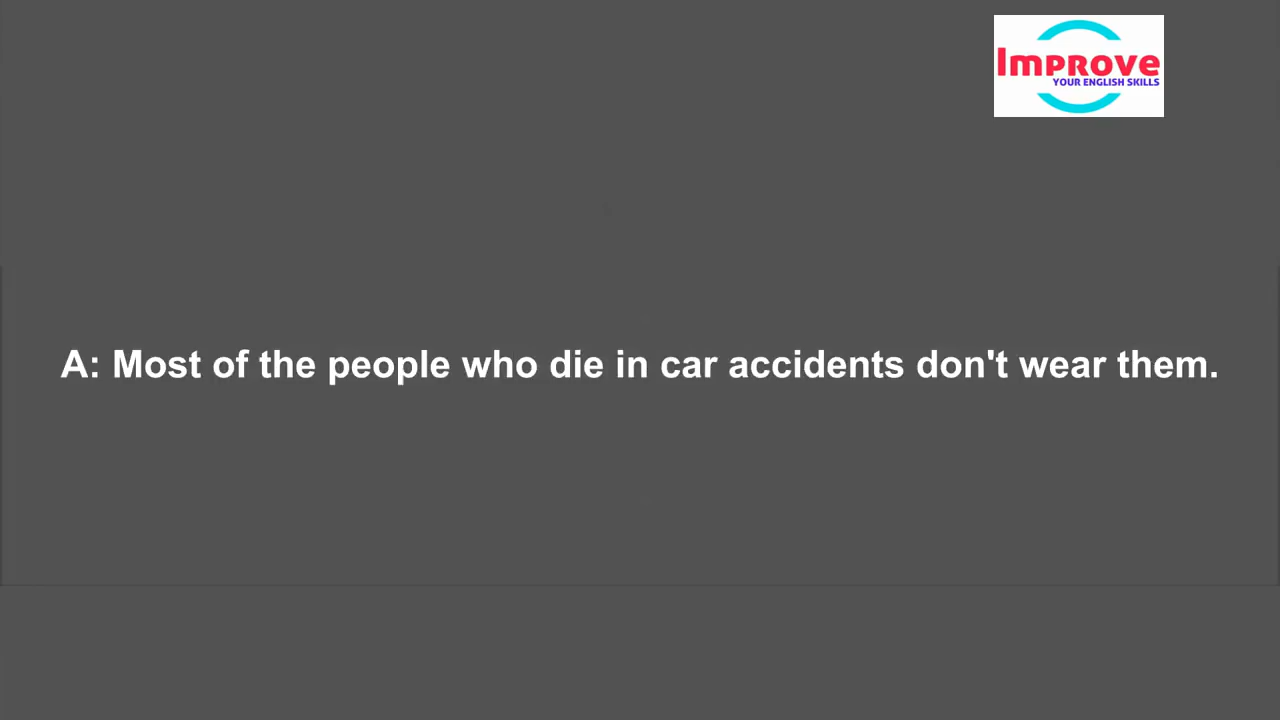 Improve
YOUR ENGLISH SKILLS
A: Most of the people who die in car accidents don't wear them.